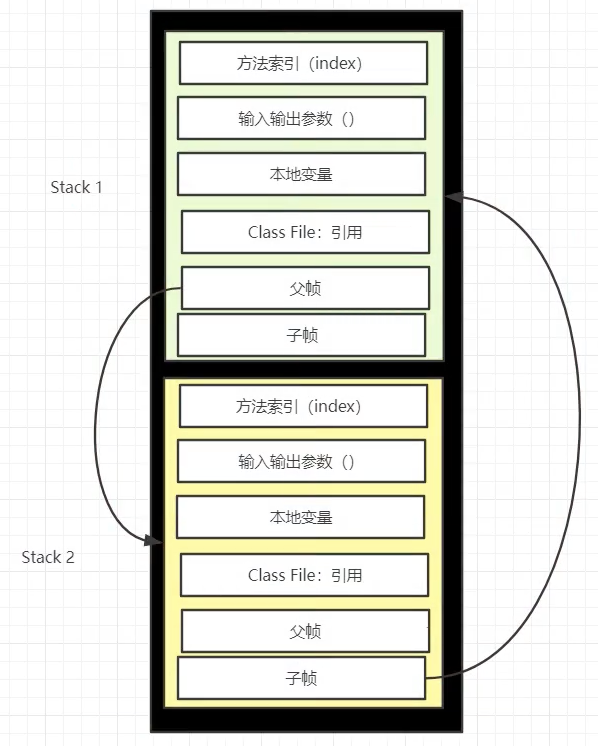 方法索引（index）
输入输出参数（）
Stack 1
本地变量
Class File：引用
父帧
子帧
方法索引（index）
输入输出参数（）
本地变量
Stack 2
Class File：引用
父帧
子帧